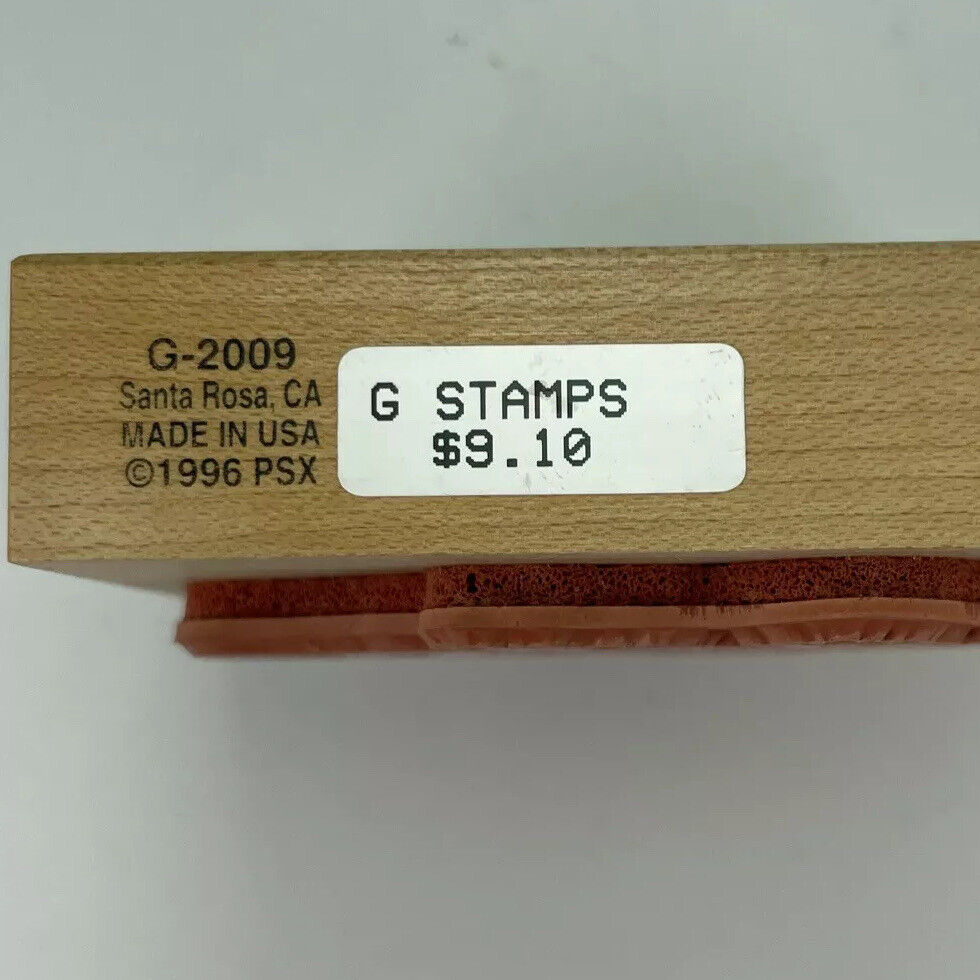 G-2009
Santa Rosa, CA
MADE IN USA
©1996 PSX
G STAMPS
$9.10